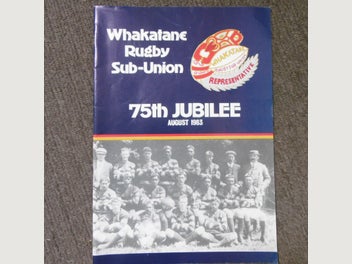 Whakatane
Rugby
Sub-Union
WHAKATANE
REPRESENTATIVE
75th JUBILEE
AUGUST 1983